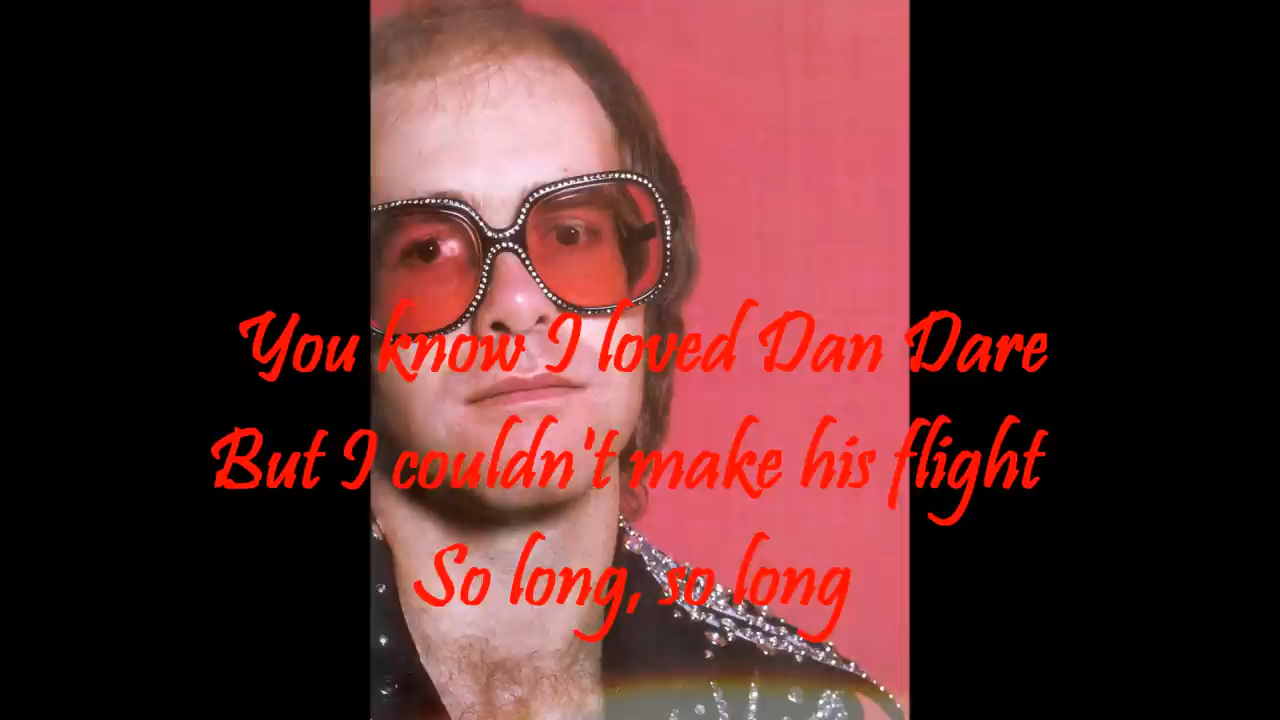 You know I loved Dan Dare
But I couldn't make his flight
So long, so long